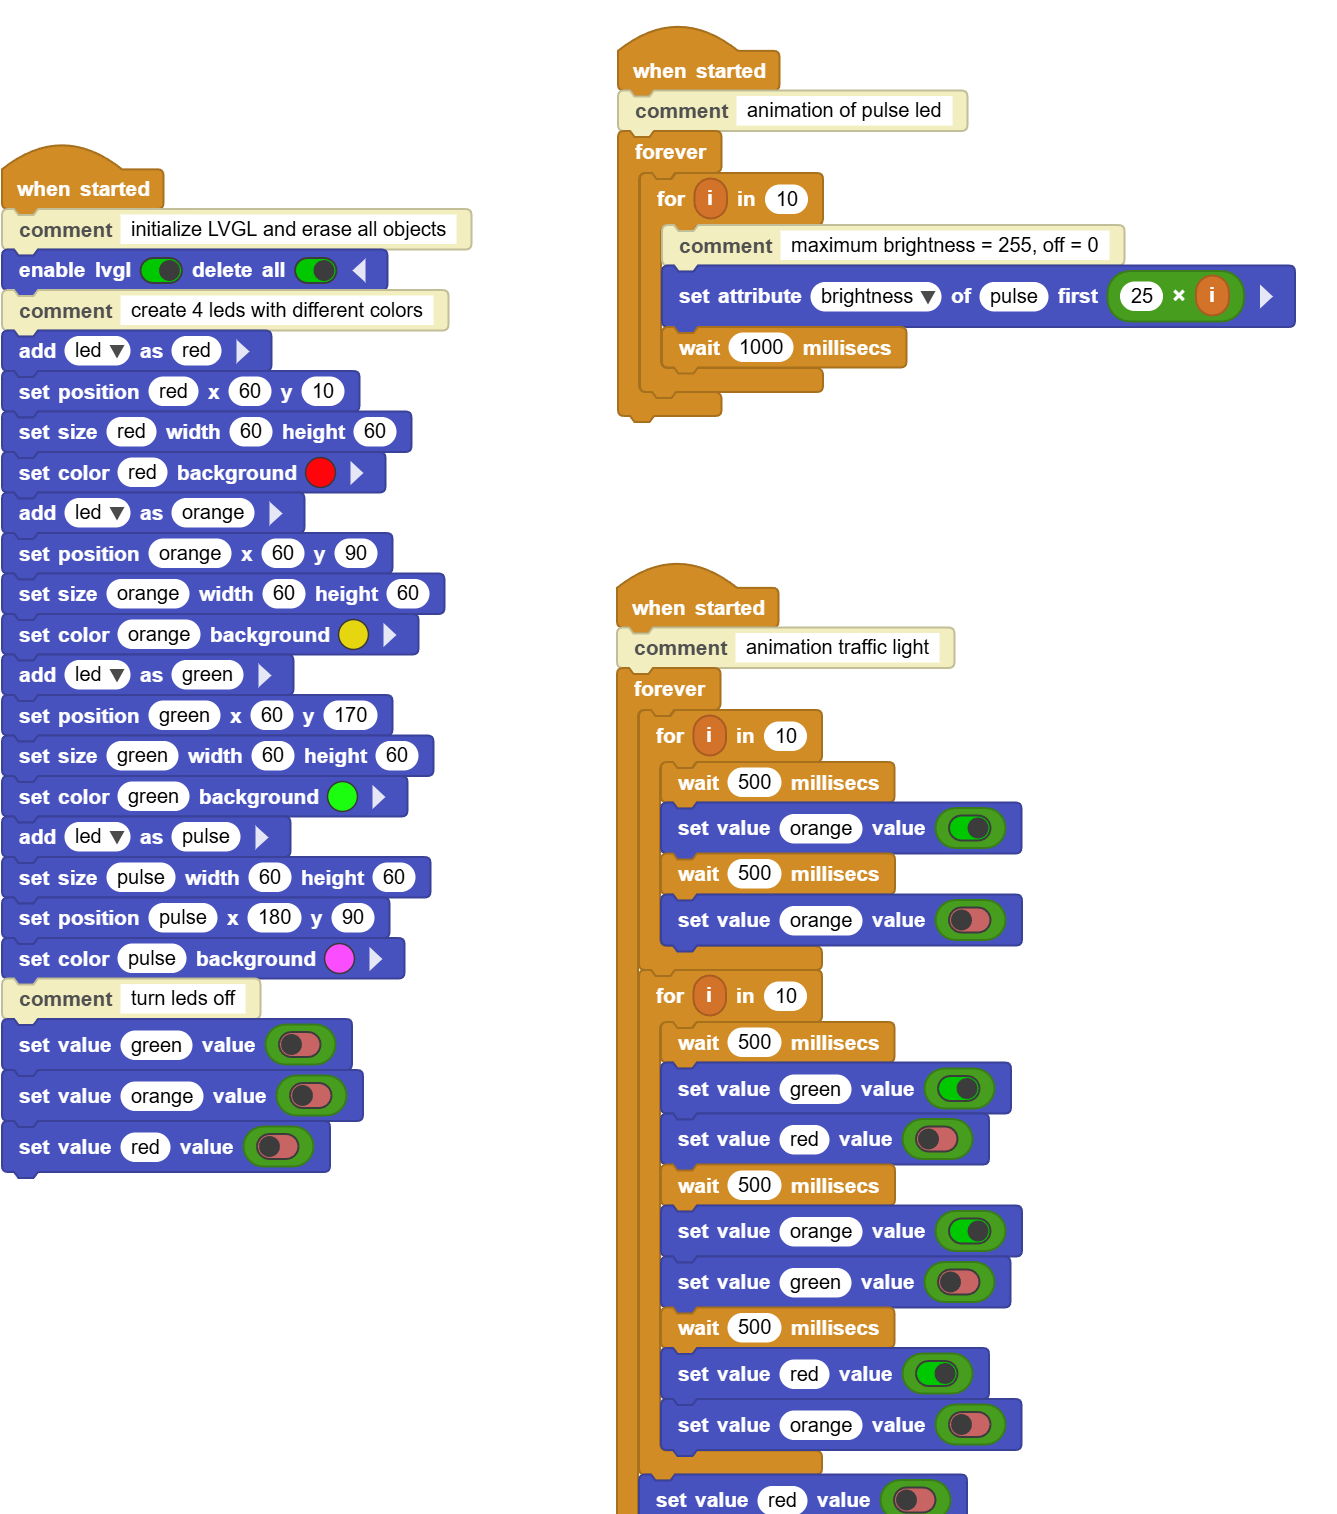 when started
comment initialize LVGL and erase all objects
enable lvgl delete all
comment create 4 leds with different colors
add led as red
set position red x 60 y 10
set size red width 60 height 60
set color red background
add led as orange
set position orange x 60 y 90
set size orange width 60 height 60
set color orange background
add led as green
set position green x 60 y 170
set size green width 60 height 60
set color green background
add led as pulse
set size pulse width 60 height 60
set position pulse x 180 y 90
set color pulse background
comment turn leds off
set value green value
set value orange value
set value red value
when started
comment animation of pulse led
forever
for i in 10
comment maximum brightness = 255, off = 0
set attribute brightness of pulse first 25 × i
wait 1000 millisecs
when started
comment animation traffic light
forever
for i in 10
wait 500 millisecs
set value orange value
wait 500 millisecs
set value orange value
for i in 10
wait 500 millisecs
set value green value
set value red value
wait 500 millisecs
set value orange value
set value green value
wait 500 millisecs
set value red value
set value orange value
set value red value